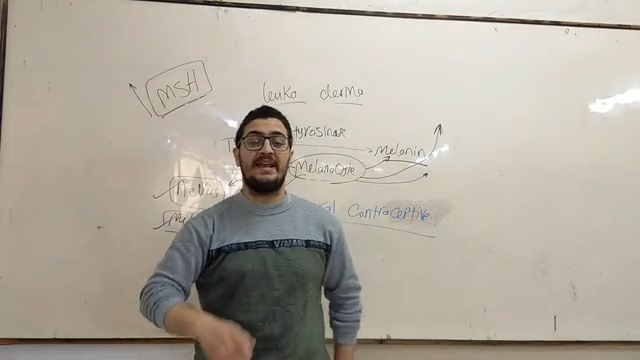 MSH
leuko derma
tyrosinase
Melanin
Melanocyte
Nevus
contraceptive